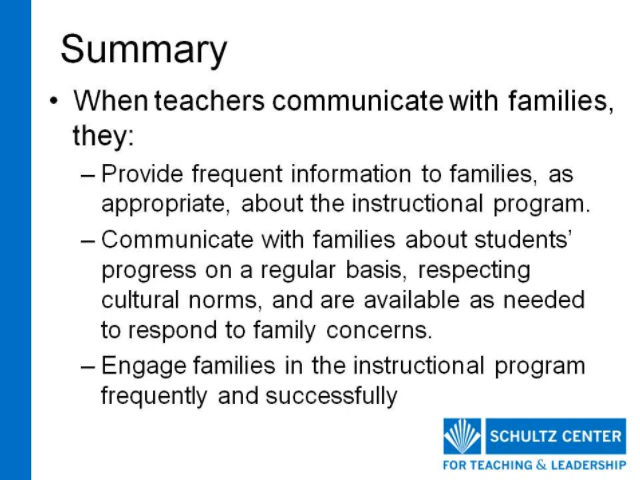 Summary
• When teachers communicate with families,
they:
– Provide frequent information to families, as
appropriate, about the instructional program.
– Communicate with families about students’
progress on a regular basis, respecting
cultural norms, and are available as needed
to respond to family concerns.
– Engage families in the instructional program
frequently and successfully
SCHULTZ CENTER
FOR TEACHING & LEADERSHIP